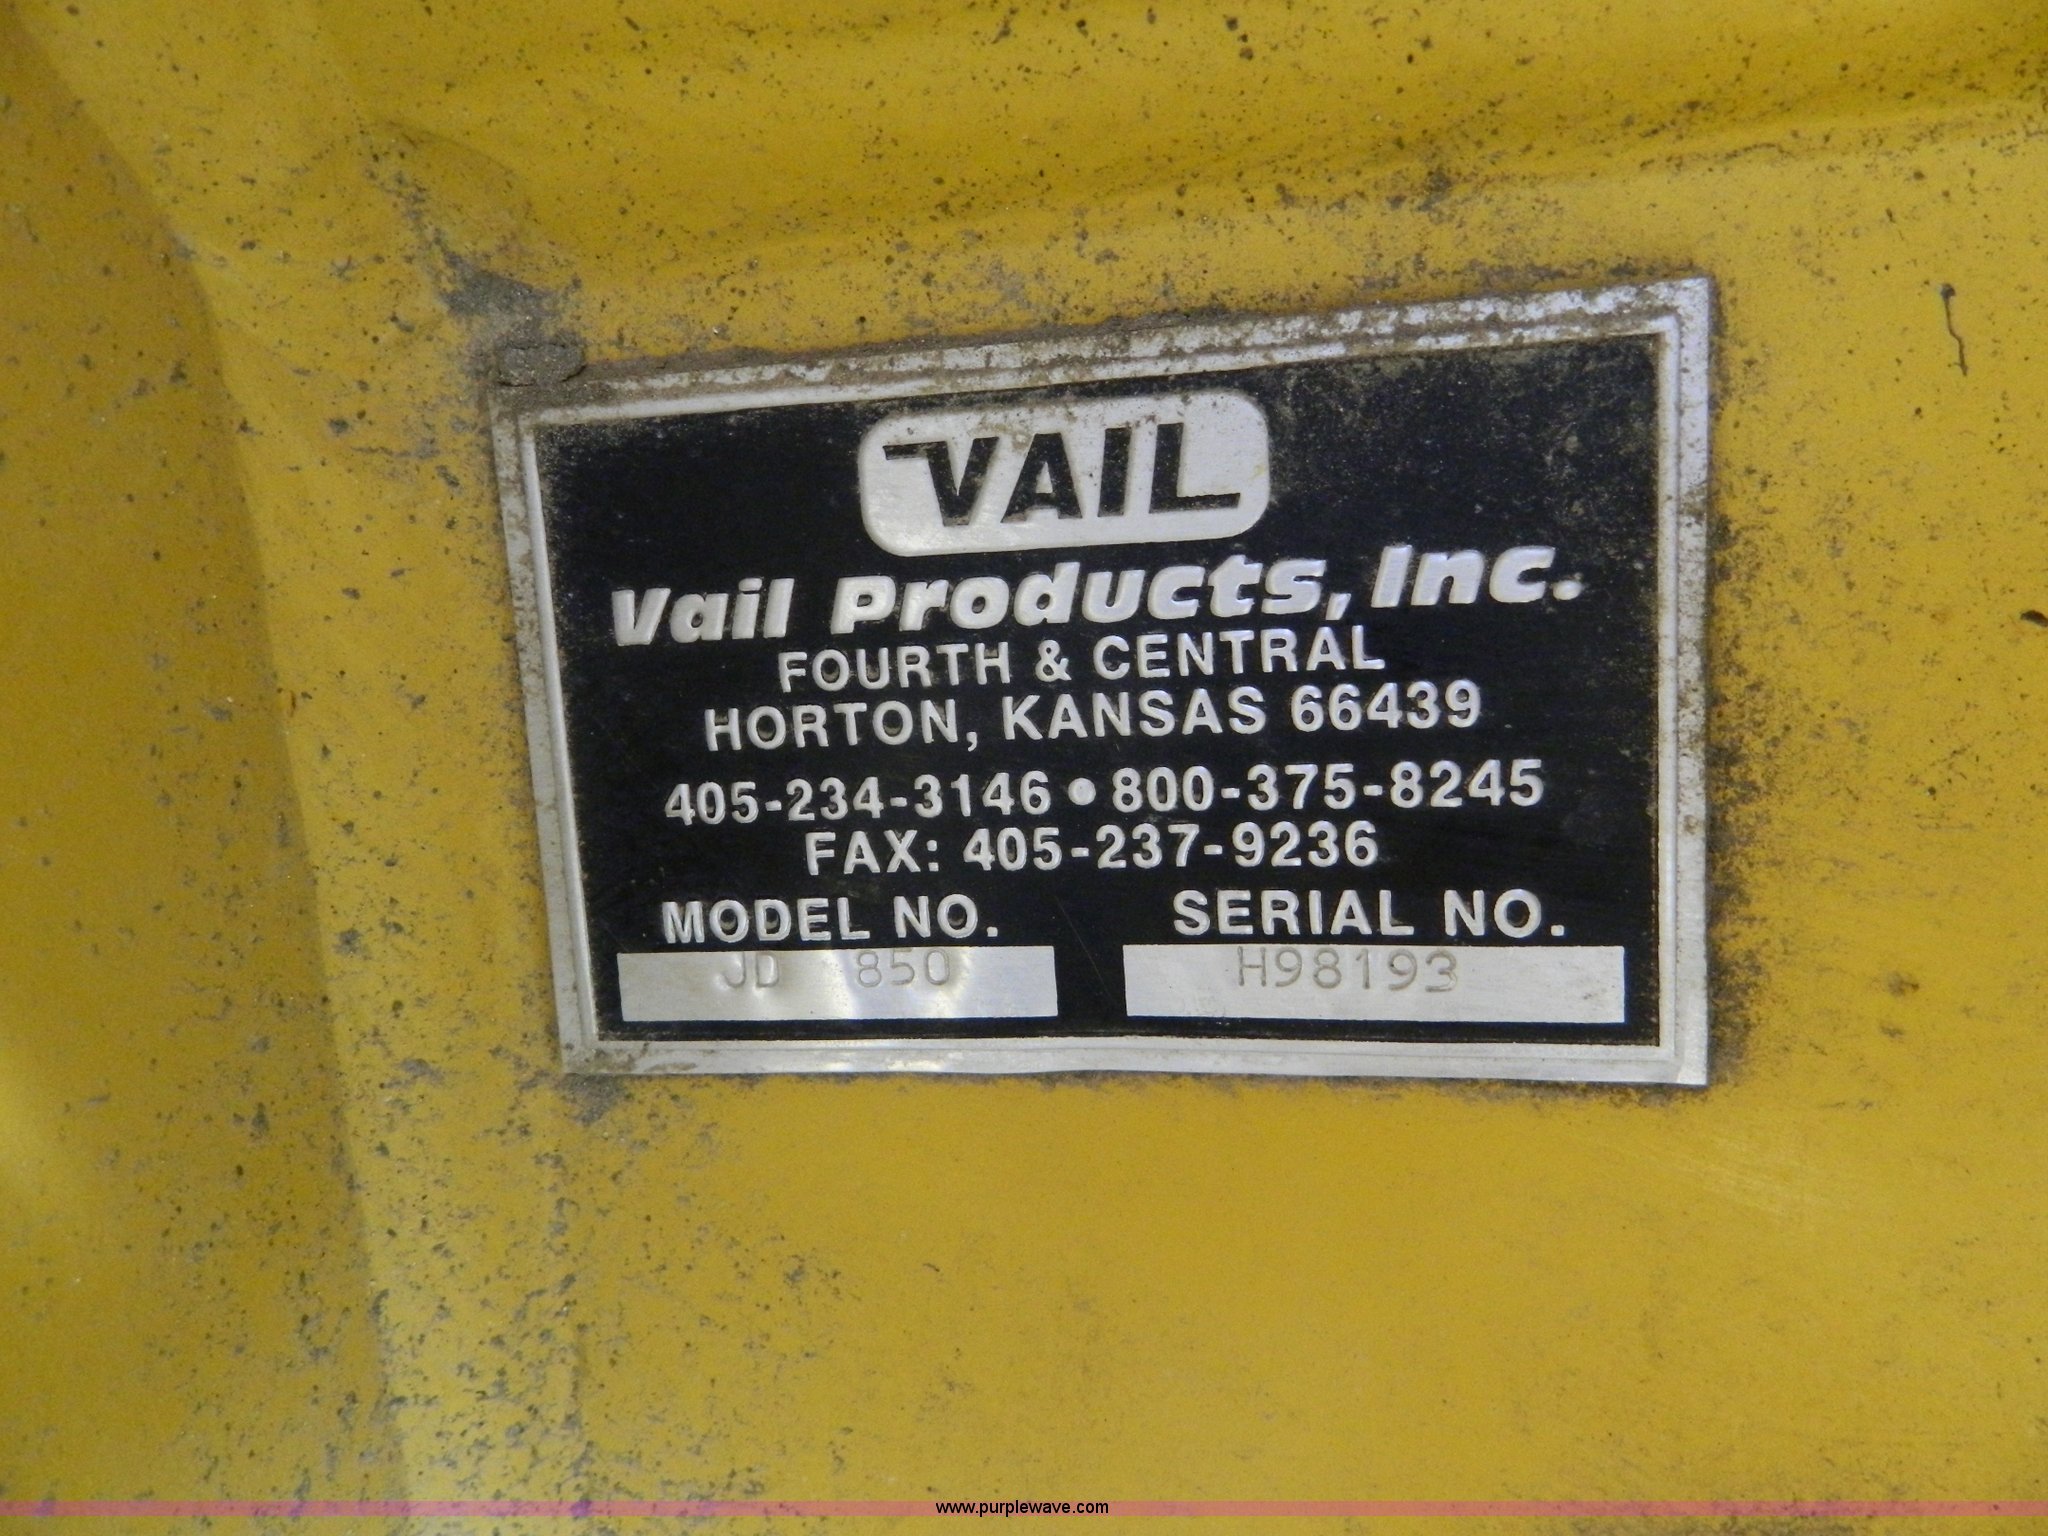 VAIL
Vail Products, Inc.
FOURTH & CENTRAL
HORTON, KANSAS 66439
405-234-3146 • 800-375-8245
FAX: 405-237-9236
MODEL NO. SERIAL NO.
JD 850 H98193
www.purplewave.com